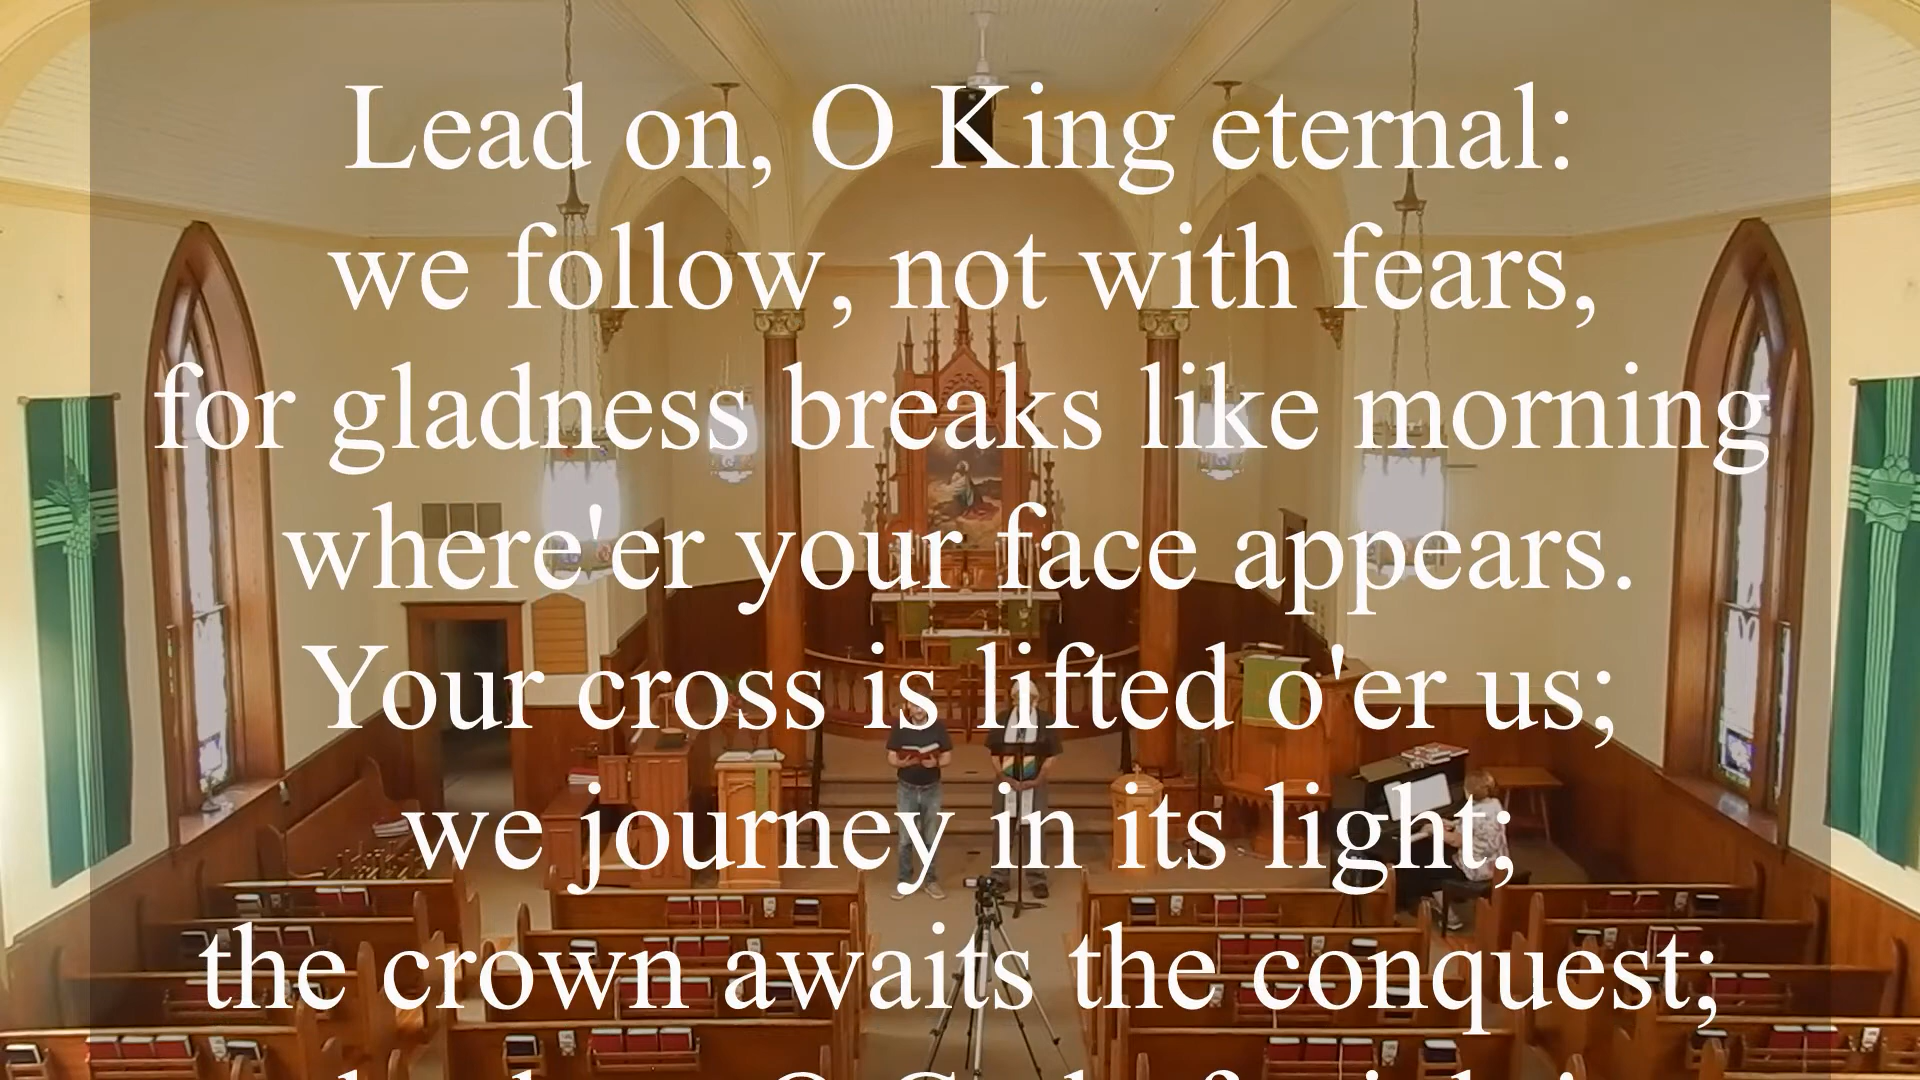 Lead on, O King eternal:
we follow, not with fears,
for gladness breaks like morning
where'er your face appears.
Your cross is lifted o'er us;
we journey in its light;
the crown awaits the conquest;